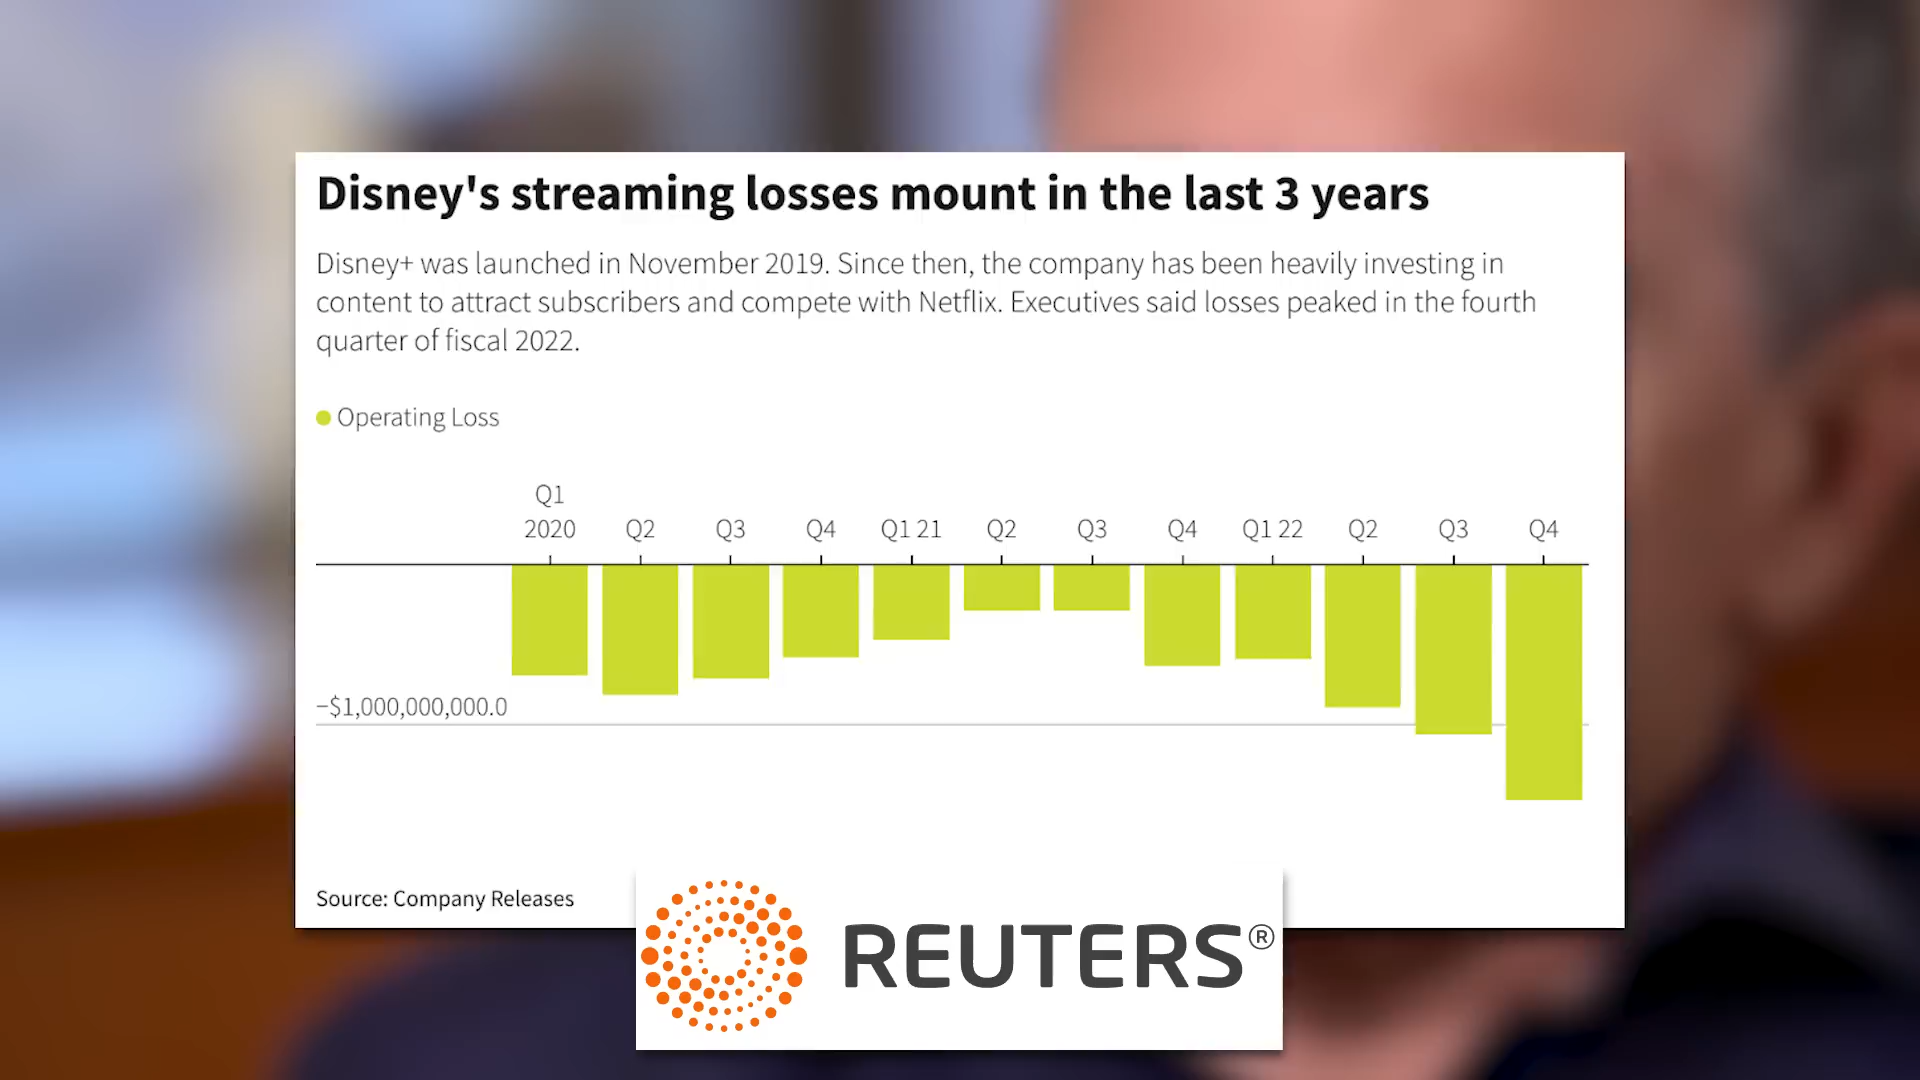 Disney's streaming losses mount in the last 3 years
Disney+ was launched in November 2019. Since then, the company has been heavily investing in
content to attract subscribers and compete with Netflix. Executives said losses peaked in the fourth
quarter of fiscal 2022.
Operating Loss
Q1
2020 Q2 Q3 Q4 Q1 21 Q2 Q3 Q4 Q1 22 Q2 Q3 Q4
−$1,000,000,000.0
Source: Company Releases
REUTERS®